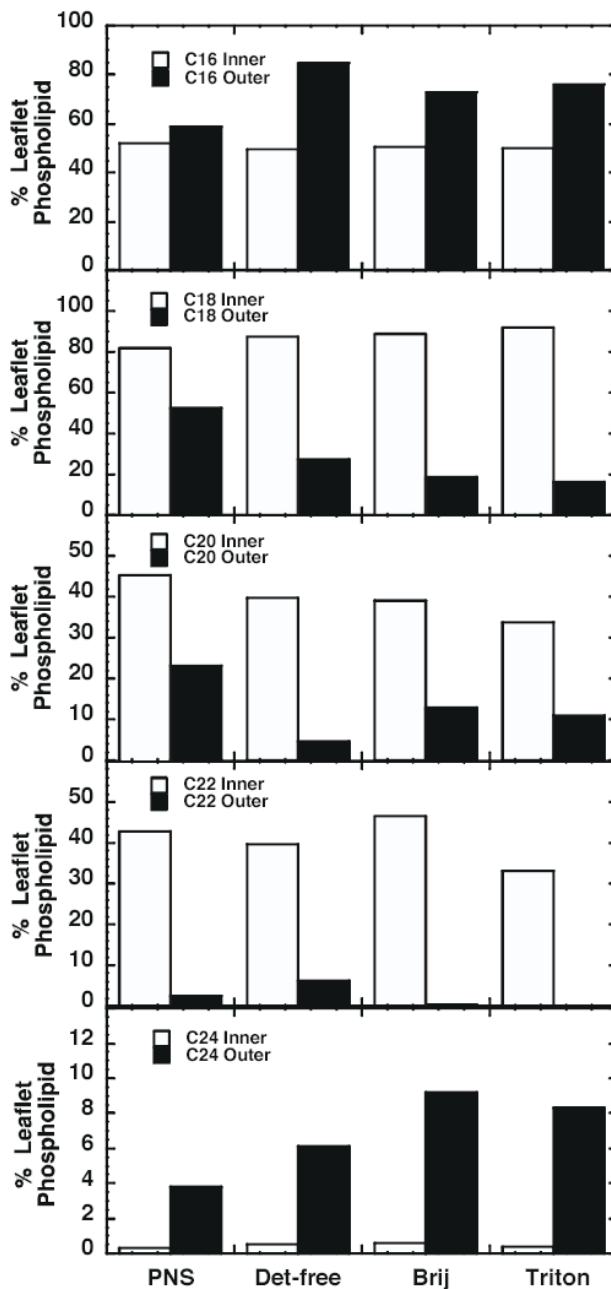 % Leaflet
Phospholipid
100
80
60
40
20
0
C16 Inner
C16 Outer
% Leaflet
Phospholipid
100
80
60
40
20
0
C18 Inner
C18 Outer
% Leaflet
Phospholipid
50
40
30
20
10
0
C20 Inner
C20 Outer
% Leaflet
Phospholipid
50
40
30
20
10
0
C22 Inner
C22 Outer
% Leaflet
Phospholipid
12
10
8
6
4
2
0
C24 Inner
C24 Outer
PNS Det-free Brij Triton